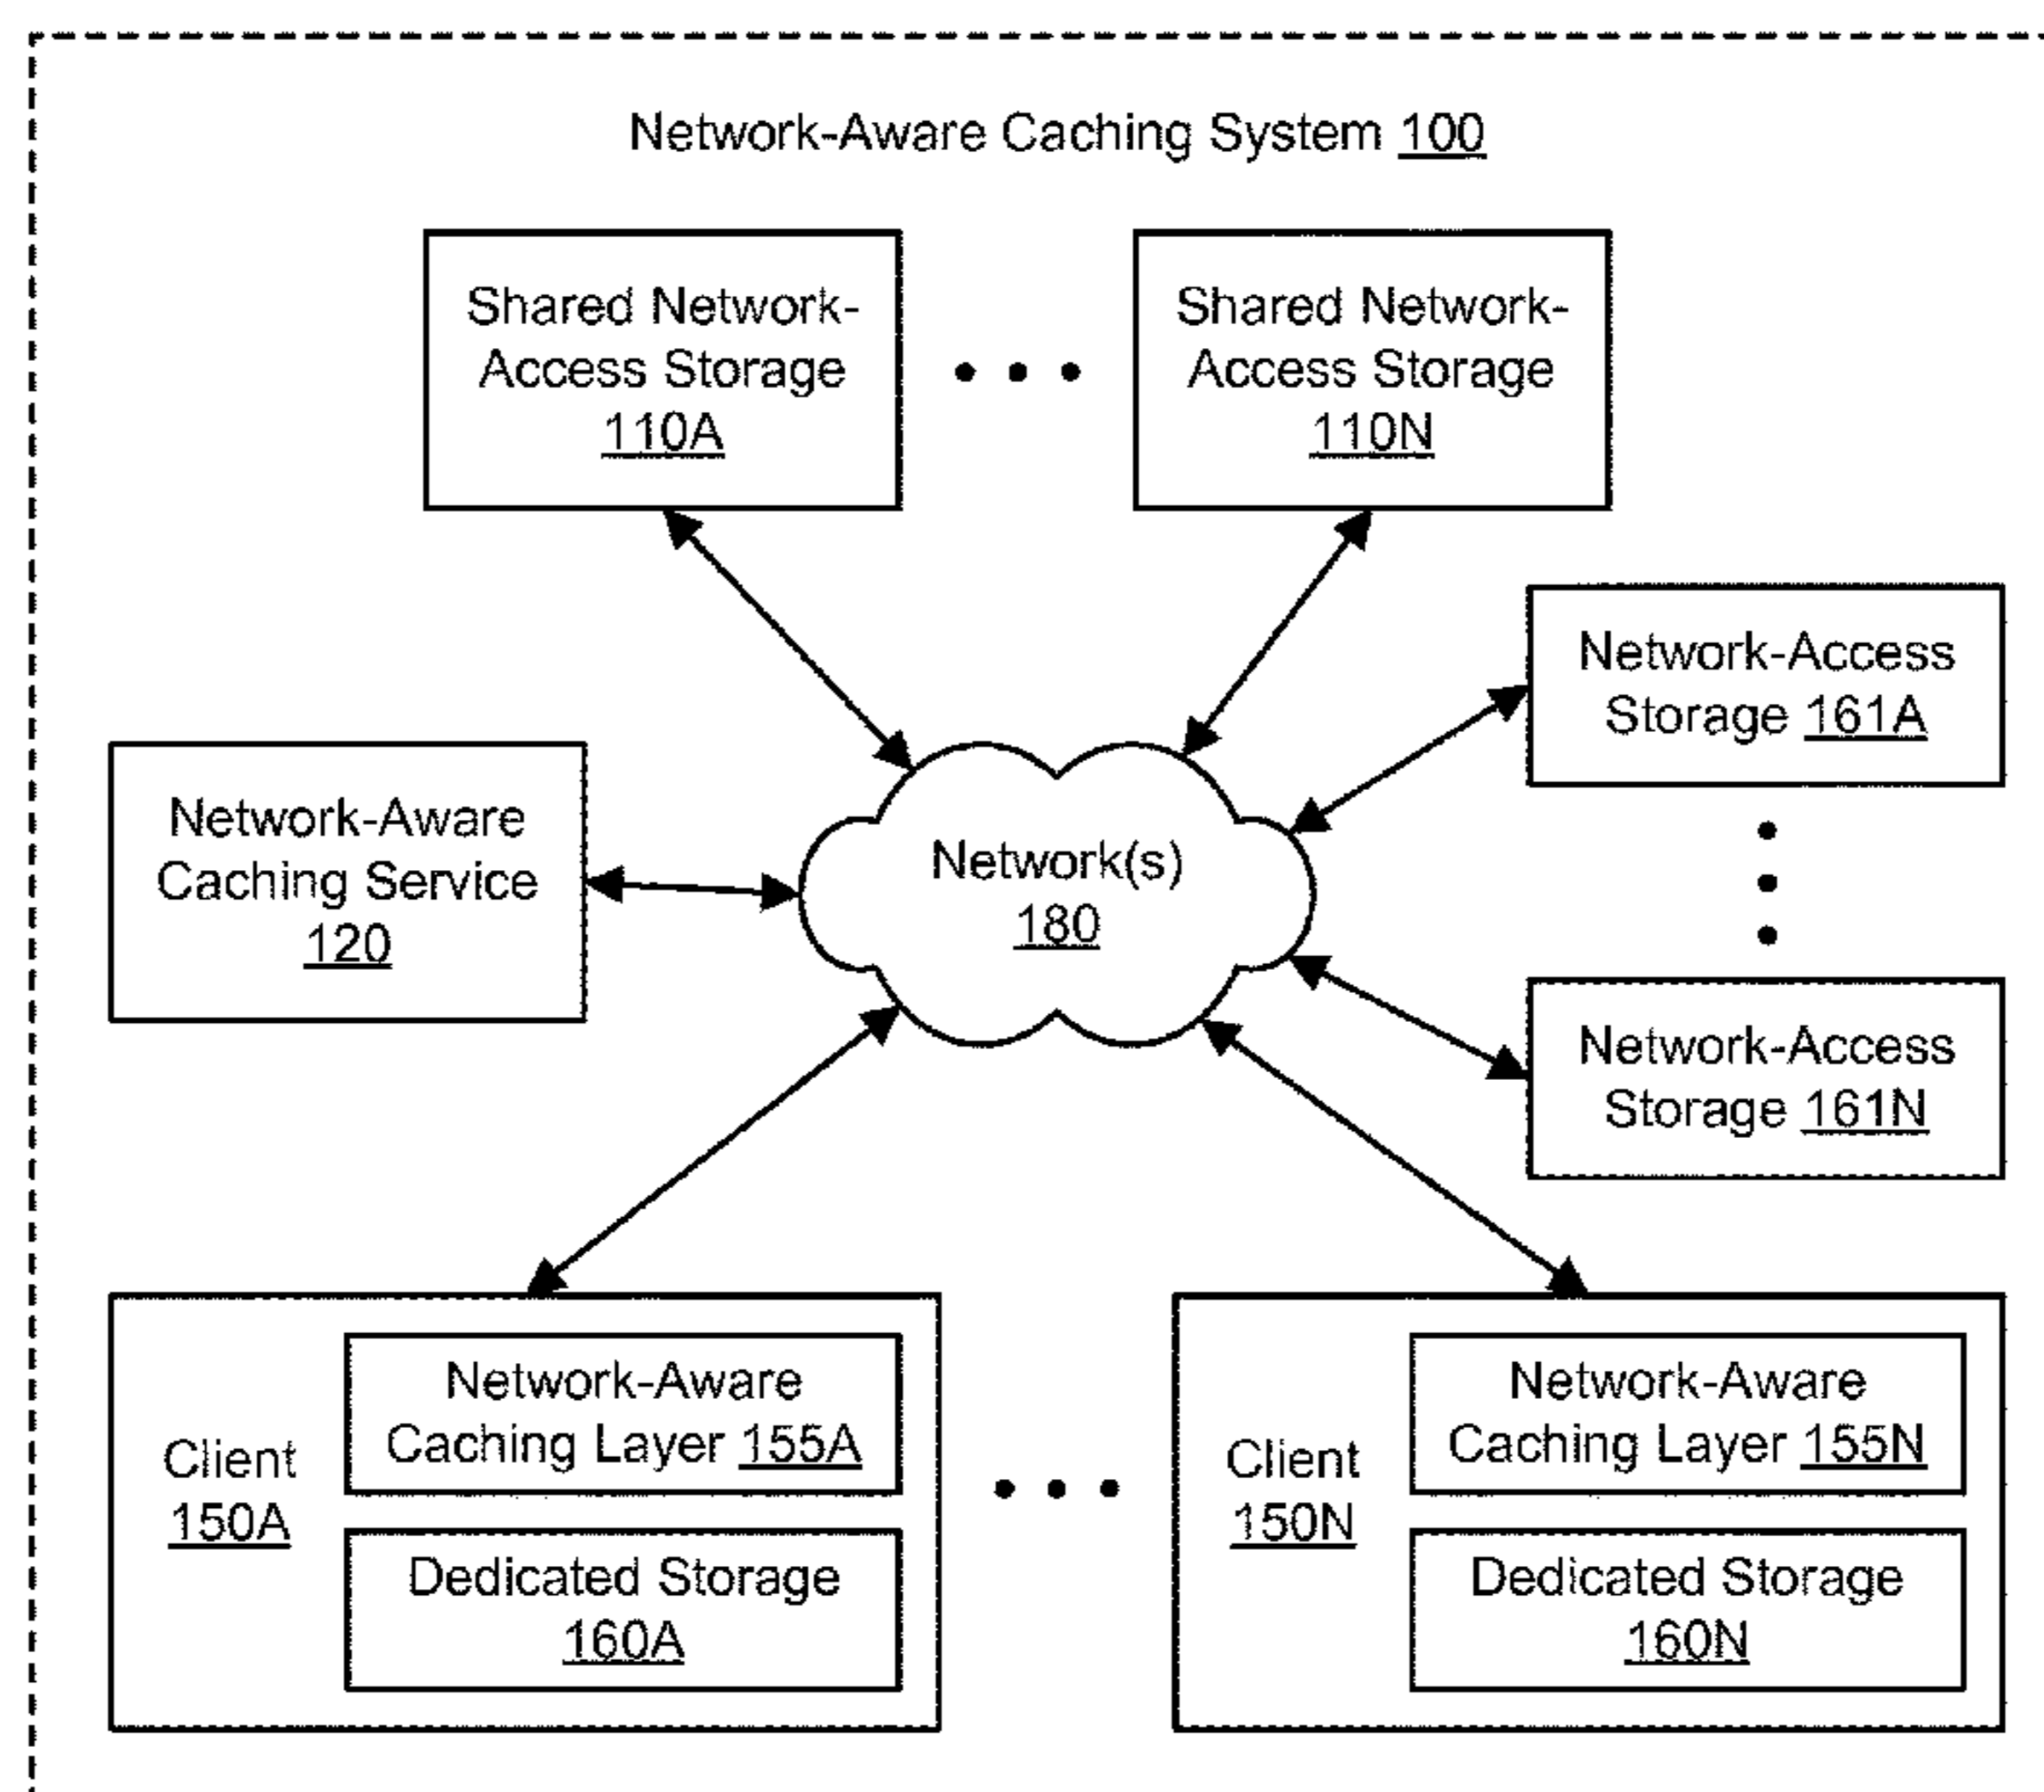 Network-Aware Caching System 100
Shared Network-
Access Storage
110A
Shared Network-
Access Storage
110N
Network-Access
Storage 161A
Network-Aware
Caching Service
120
Network(s)
180
Network-Access
Storage 161N
Client
150A
Network-Aware
Caching Layer 155A
Dedicated Storage
160A
Client
150N
Network-Aware
Caching Layer 155N
Dedicated Storage
160N